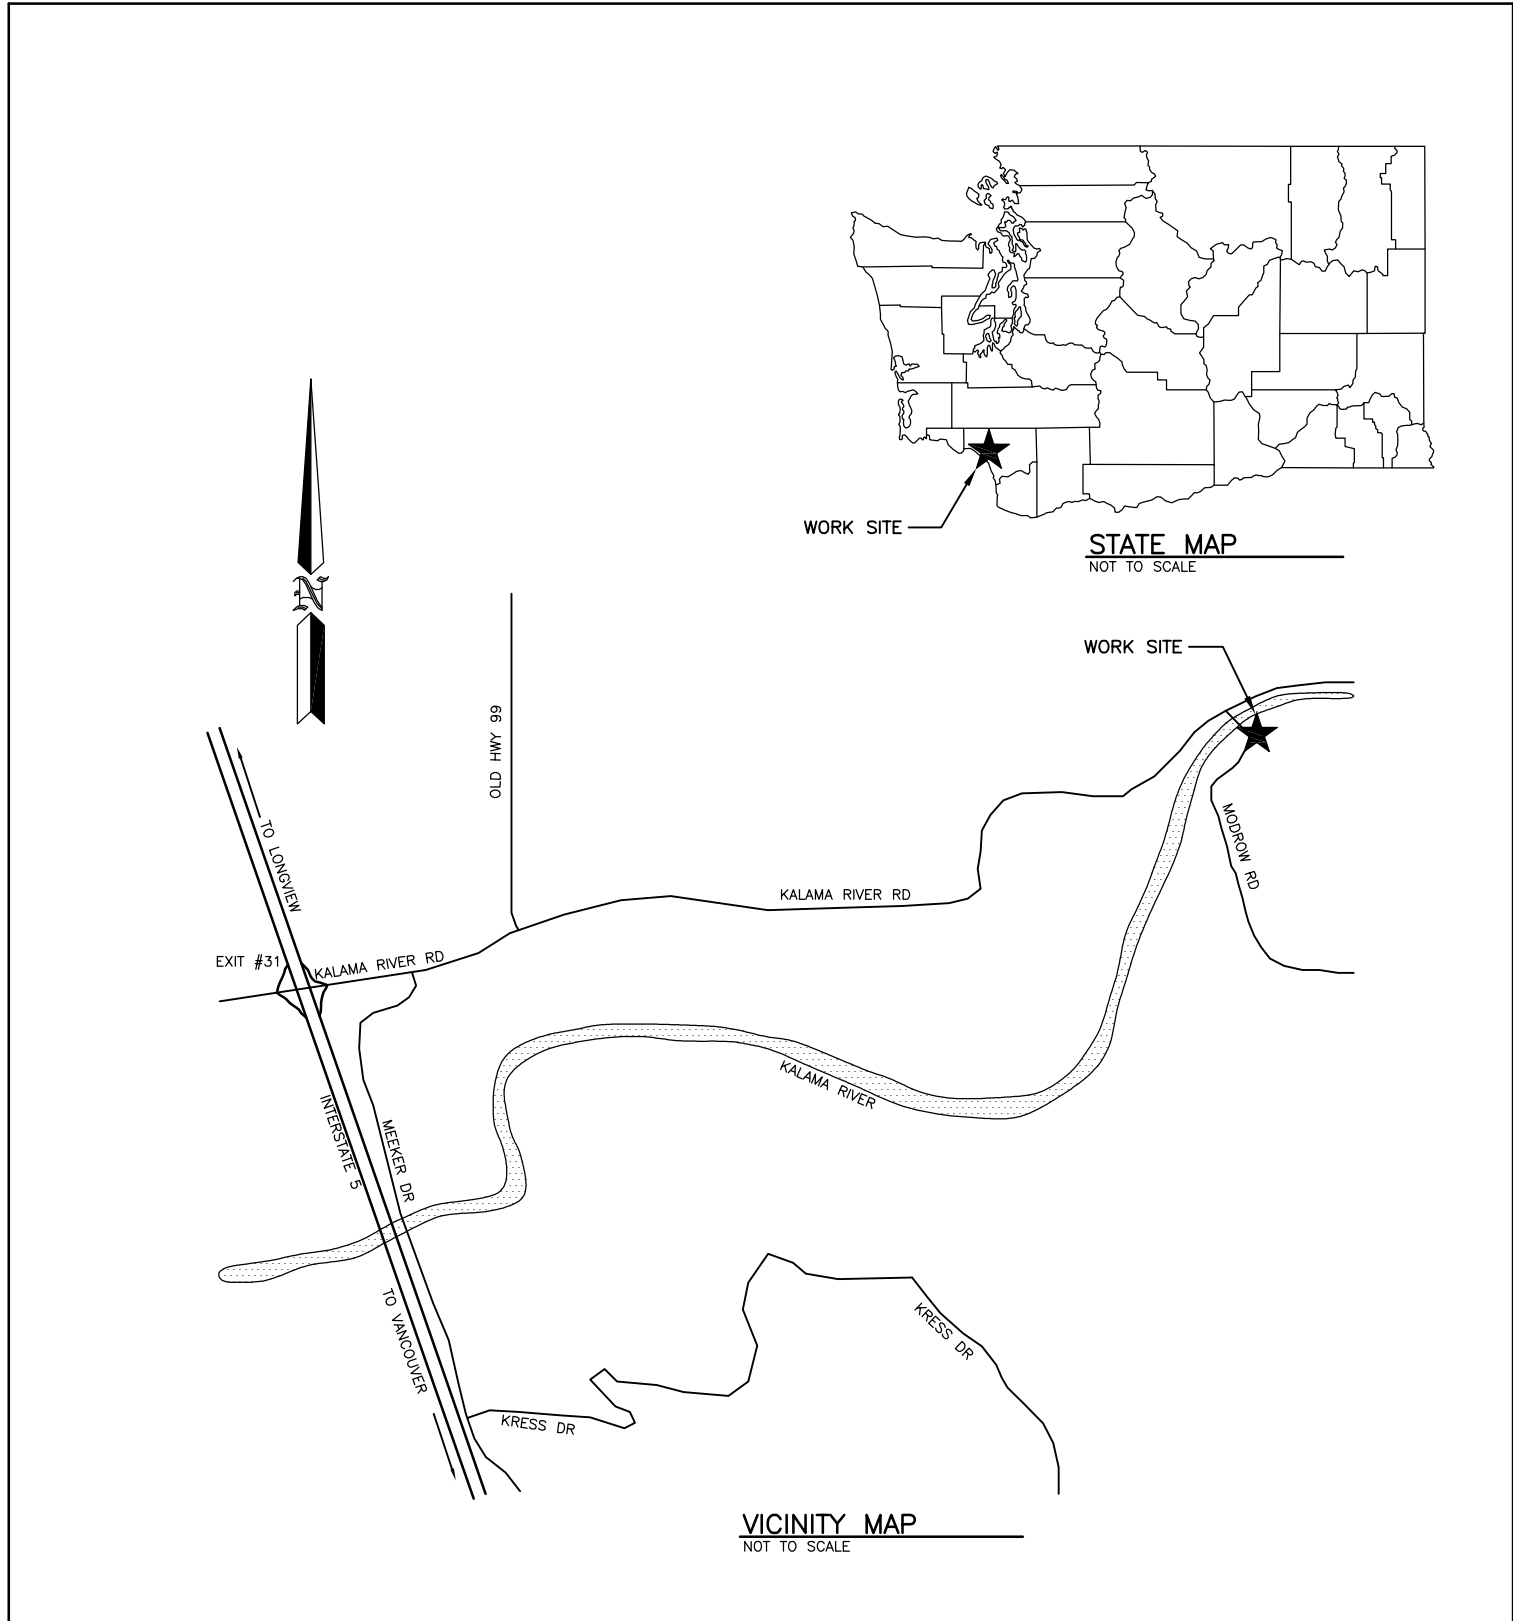 WORK SITE
STATE MAP
NOT TO SCALE
N
WORK SITE
OLD HWY 99
TO LONGVIEW
MODROW RD
KALAMA RIVER RD
EXIT #31
KALAMA RIVER RD
KALAMA RIVER
INTERSTATE 5
MEEKER DR
TO VANCOUVER
KRESS DR
KRESS DR
VICINITY MAP
NOT TO SCALE